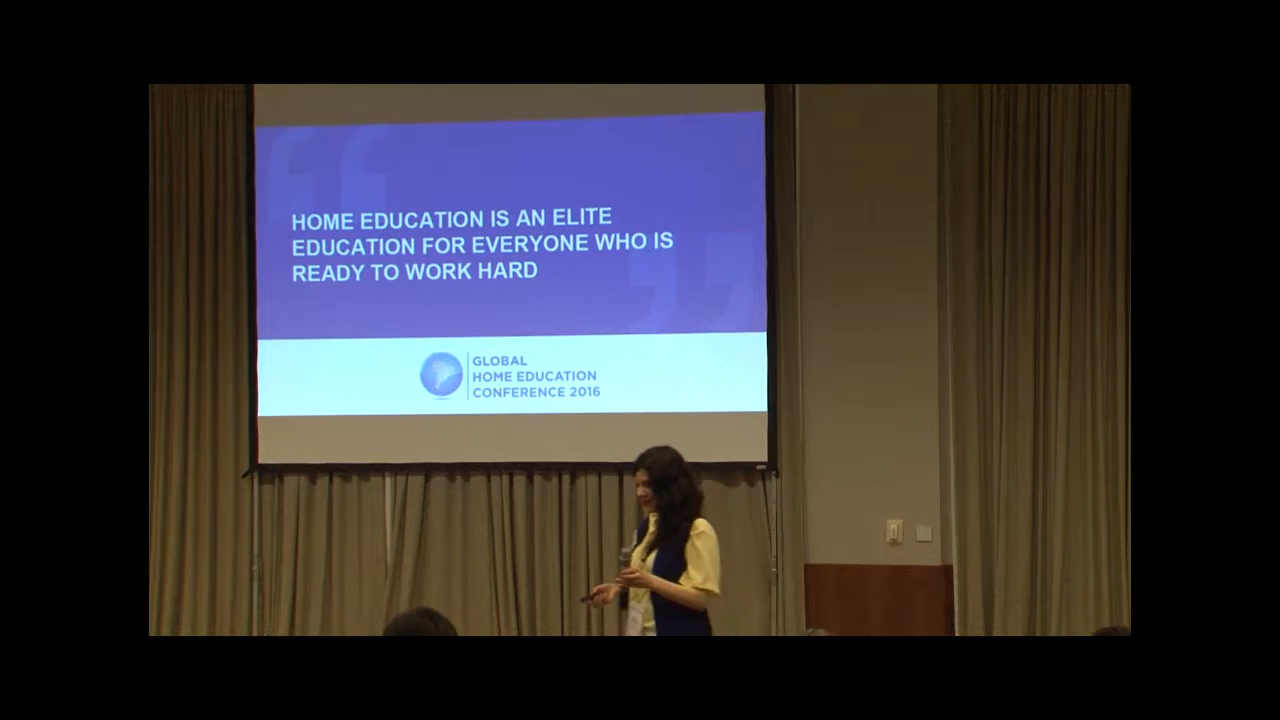 HOME EDUCATION IS AN ELITE
EDUCATION FOR EVERYONE WHO IS
READY TO WORK HARD
GLOBAL
HOME EDUCATION
CONFERENCE 2016